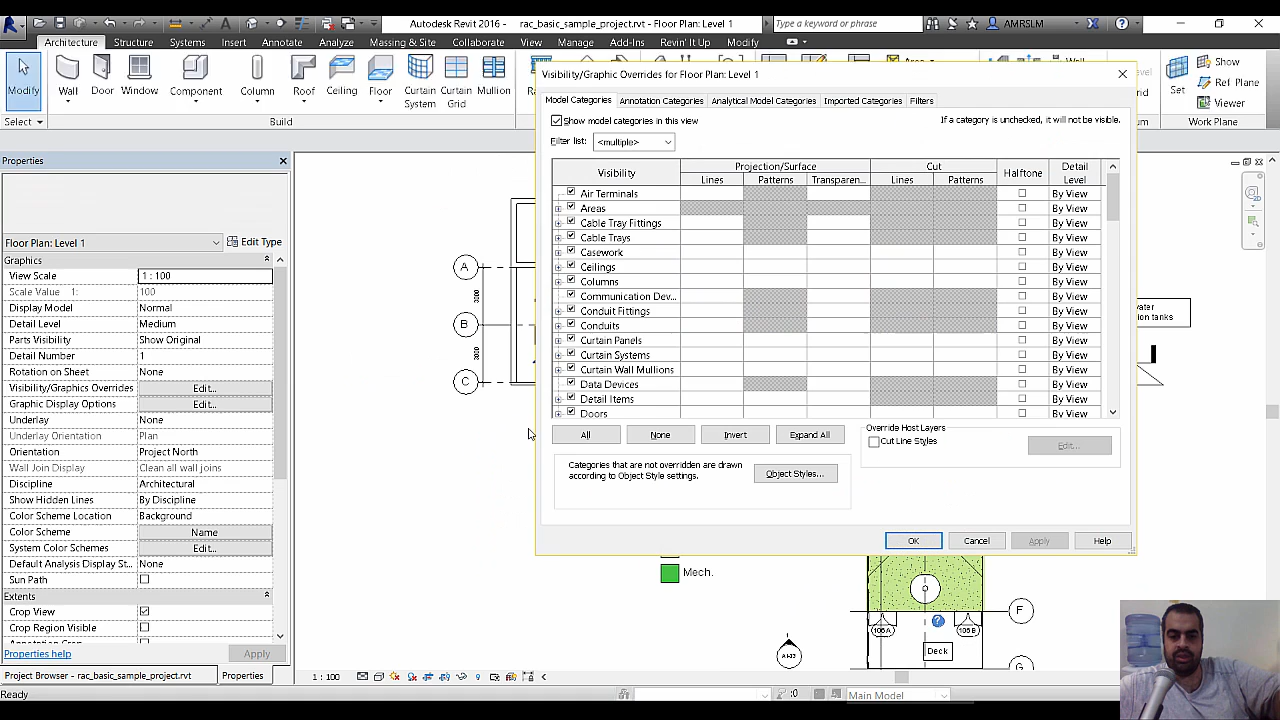 Autodesk Revit 2016 - rac_basic_sample_project.rvt - Floor Plan: Level 1
Type a keyword or phrase
AMRSLM
Architecture Structure Systems Insert Annotate Analyze Massing & Site Collaborate View Manage Add-Ins Revin' It Up Modify
Modify Wall Door Window Component Column Roof Ceiling Floor Curtain System Curtain Grid Mullion
Set Show
Ref Plane
Viewer
Select Build Work Plane
Properties
Floor Plan: Level 1 Edit Type
Graphics
View Scale 1 : 100
Scale Value 1: 100
Display Model Normal
Detail Level Medium
Parts Visibility Show Original
Detail Number 1
Rotation on Sheet None
Visibility/Graphics Overrides Edit...
Graphic Display Options Edit...
Underlay None
Underlay Orientation Plan
Orientation Project North
Wall Join Display Clean all wall joins
Discipline Architectural
Show Hidden Lines By Discipline
Color Scheme Location Background
Color Scheme Name
System Color Schemes Edit...
Default Analysis Display St... None
Sun Path
Extents
Crop View
Crop Region Visible
Properties help Apply
Project Browser - rac_basic_sample_project.rvt Properties
Ready
A
B
C
Visibility/Graphic Overrides for Floor Plan: Level 1
Model Categories Annotation Categories Analytical Model Categories Imported Categories Filters
Show model categories in this view If a category is unchecked, it will not be visible.
Filter list: <multiple>
Visibility Projection/Surface Cut Halftone Detail Level
Lines Patterns Transparen... Lines Patterns
Air Terminals By View
Areas By View
Cable Tray Fittings By View
Cable Trays By View
Casework By View
Ceilings By View
Columns By View
Communication Dev... By View
Conduit Fittings By View
Conduits By View
Curtain Panels By View
Curtain Systems By View
Curtain Wall Mullions By View
Data Devices By View
Detail Items By View
Doors By View
All None Invert Expand All
Override Host Layers
Cut Line Styles Edit...
Categories that are not overridden are drawn
according to Object Style settings.
Object Styles...
OK Cancel Apply Help
Mech.
F
106 A 106 B
Deck
G
1 : 100
:0 Main Model